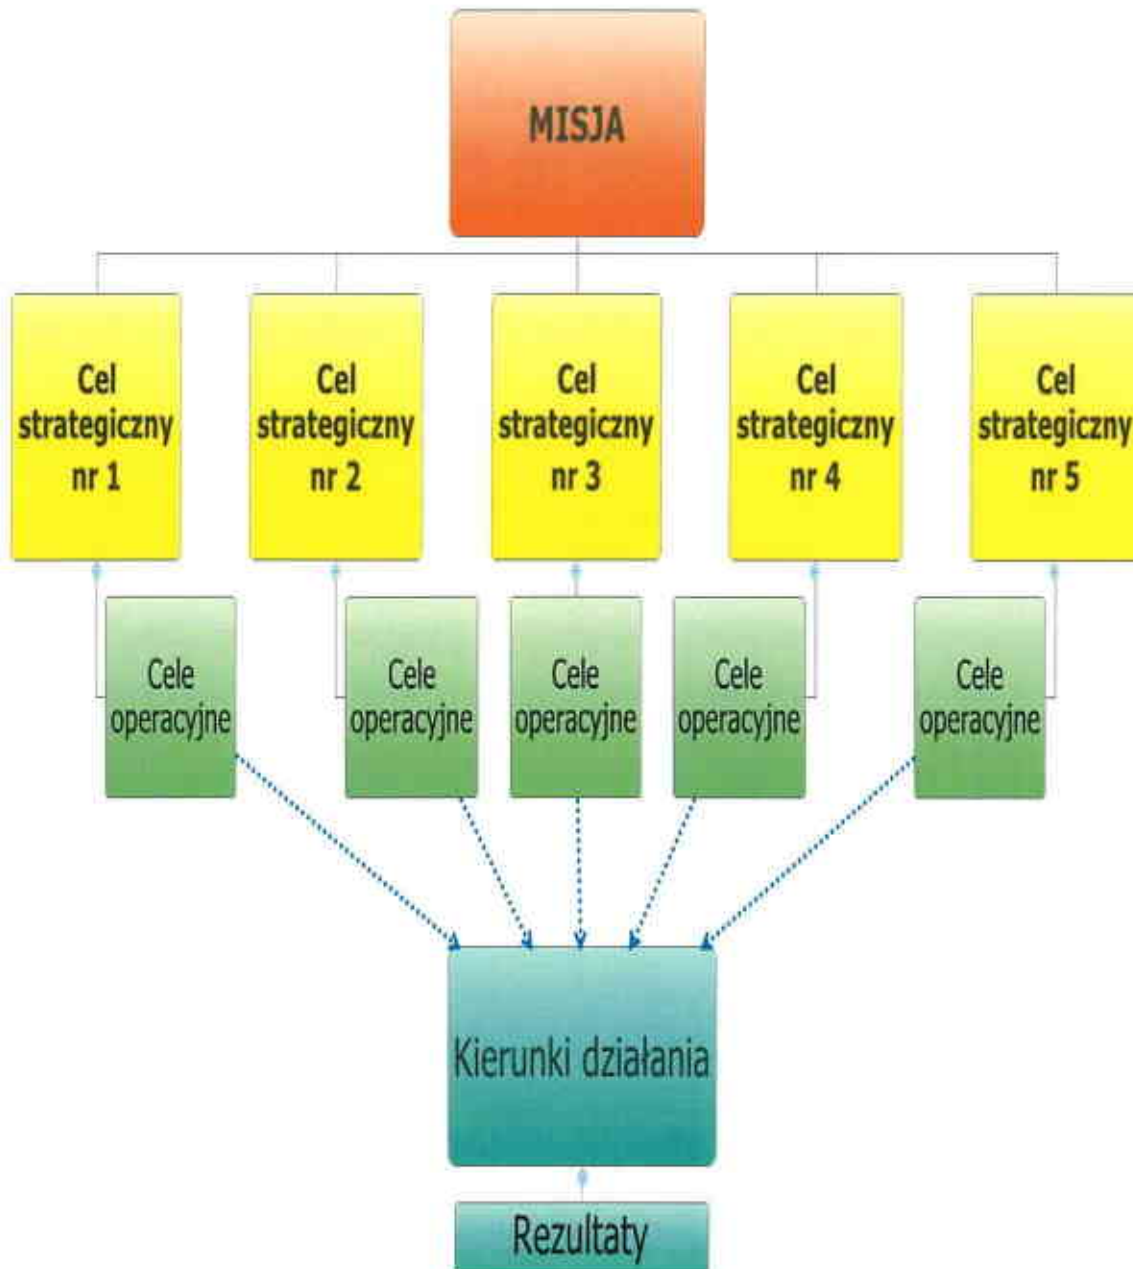 MISJA
Cel
strategiczny
nr 1
Cel
strategiczny
nr 2
Cel
strategiczny
nr 3
Cel
strategiczny
nr 4
Cel
strategiczny
nr 5
Cele
operacyjne
Cele
operacyjne
Cele
operacyjne
Cele
operacyjne
Cele
operacyjne
Kierunki działania
Rezultaty